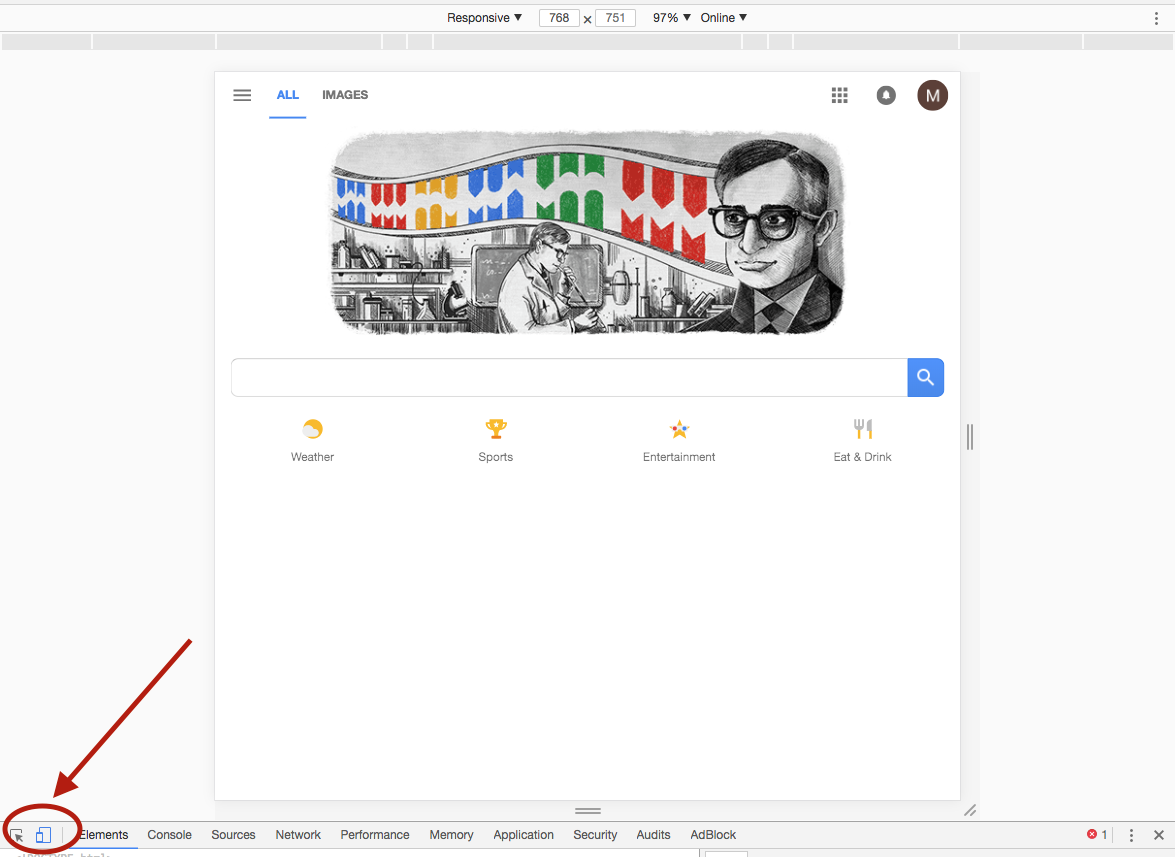 Responsive ▼ 768 × 751 97% ▼ Online ▼
ALL IMAGES M
Weather Sports Entertainment Eat & Drink
Elements Console Sources Network Performance Memory Application Security Audits AdBlock 1